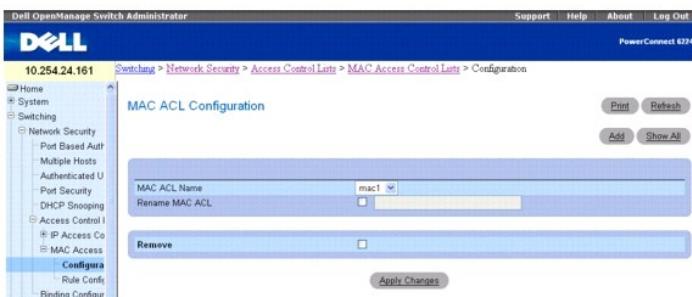 Dell OpenManage Switch Administrator
Support Help About Log Out
DELL
PowerConnect 6224
10.254.24.161
Switching > Network Security > Access Control Lists > MAC Access Control Lists > Configuration
Home
System
Switching
Network Security
Port Based Auth
Multiple Hosts
Authenticated U
Port Security
DHCP Snooping
Access Control l
IP Access Co
MAC Access
Configura
Rule Config
Binding Configur
MAC ACL Configuration
Print Refresh
Add Show All
MAC ACL Name mac1
Rename MAC ACL
Remove
Apply Changes